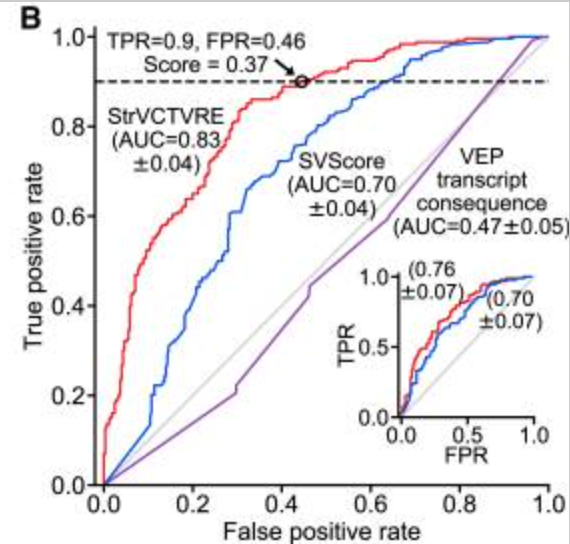 B
TPR=0.9, FPR=0.46
Score = 0.37
StrVCTVRE
(AUC=0.83
±0.04)
SVScore
(AUC=0.70
±0.04)
VEP
transcript
consequence
(AUC=0.47±0.05)
True positive rate
1.0
0.8
0.6
0.4
0.2
0.0
0.0 0.2 0.4 0.6 0.8 1.0
False positive rate
(0.76
±0.07)
(0.70
±0.07)
TPR
1.0
0.5
0.0
0.0 0.5 1.0
FPR